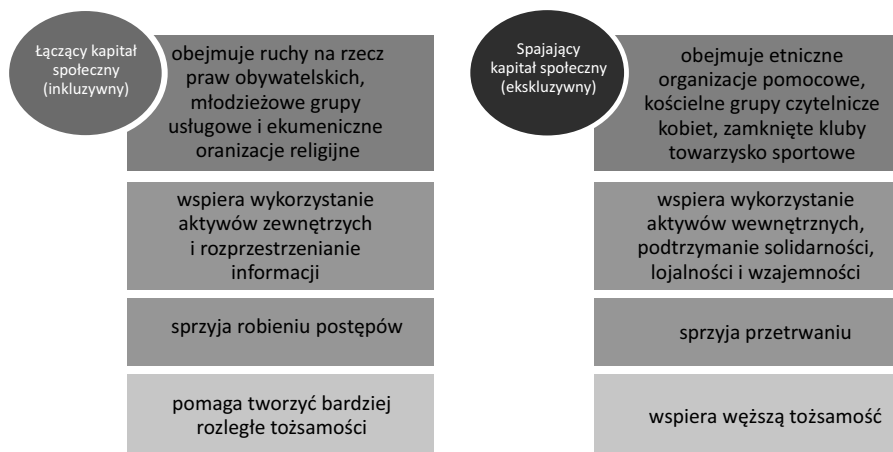 Łączący kapitał
społeczny
(inkluzywny)
obejmuje ruchy na rzecz
praw obywatelskich,
młodzieżowe grupy
usługowe i ekumeniczne
oranizacje religijne
wspiera wykorzystanie
aktywów zewnętrzych
i rozprzestrzenianie
informacji
sprzyja robieniu postępów
pomaga tworzyć bardziej
rozległe tożsamości
Spajający
kapitał społeczny
(ekskluzywny)
obejmuje etniczne
organizacje pomocowe,
kościelne grupy czytelnicze
kobiet, zamknięte kluby
towarzysko sportowe
wspiera wykorzystanie
aktywów wewnętrznych,
podtrzymanie solidarności,
lojalności i wzajemności
sprzyja przetrwaniu
wspiera węższą tożsamość